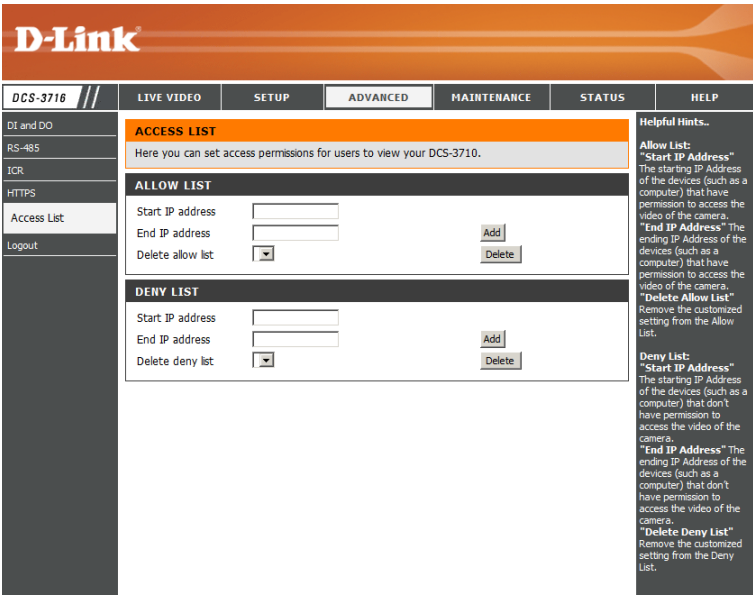 D-Link
DCS-3716
LIVE VIDEO
SETUP
ADVANCED
MAINTENANCE
STATUS
HELP
DI and DO
RS-485
ICR
HTTPS
Access List
Logout
ACCESS LIST
Here you can set access permissions for users to view your DCS-3710.
ALLOW LIST
Start IP address
End IP address
Add
Delete allow list
Delete
DENY LIST
Start IP address
End IP address
Add
Delete deny list
Delete
Helpful Hints..
Allow List:
"Start IP Address"
The starting IP Address
of the devices (such as a
computer) that have
permission to access the
video of the camera.
"End IP Address" The
ending IP Address of the
devices (such as a
computer) that have
permission to access the
video of the camera.
"Delete Allow List"
Remove the customized
setting from the Allow
List.
Deny List:
"Start IP Address"
The starting IP Address
of the devices (such as a
computer) that don't
have permission to
access the video of the
camera.
"End IP Address" The
ending IP Address of the
devices (such as a
computer) that don't
have permission to
access the video of the
camera.
"Delete Deny List"
Remove the customized
setting from the Deny
List.